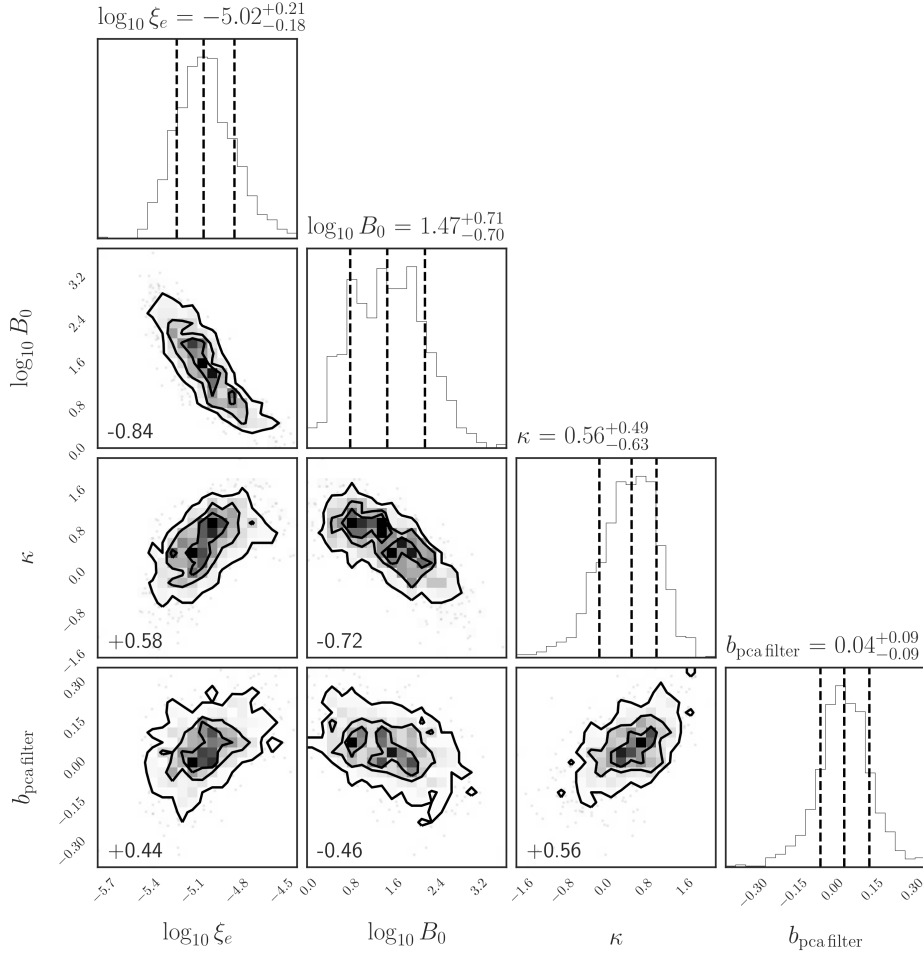 log₁₀ ξₑ = −5.02 +0.21 −0.18
log₁₀ B₀ = 1.47 +0.71 −0.70
3.2
2.4
1.6
0.8
0.0
log₁₀ B₀
-0.84
κ = 0.56 +0.49 −0.63
1.6
0.8
0.0
−0.8
−1.6
κ
+0.58
-0.72
b pca filter = 0.04 +0.09 −0.09
0.30
0.15
0.00
−0.15
−0.30
b pca filter
+0.44
-0.46
+0.56
−5.7 −5.4 −5.1 −4.8 −4.5 0.0 0.8 1.6 2.4 3.2 −1.6 −0.8 0.0 0.8 1.6 −0.30 −0.15 0.00 0.15 0.30
log₁₀ ξₑ log₁₀ B₀ κ b pca filter